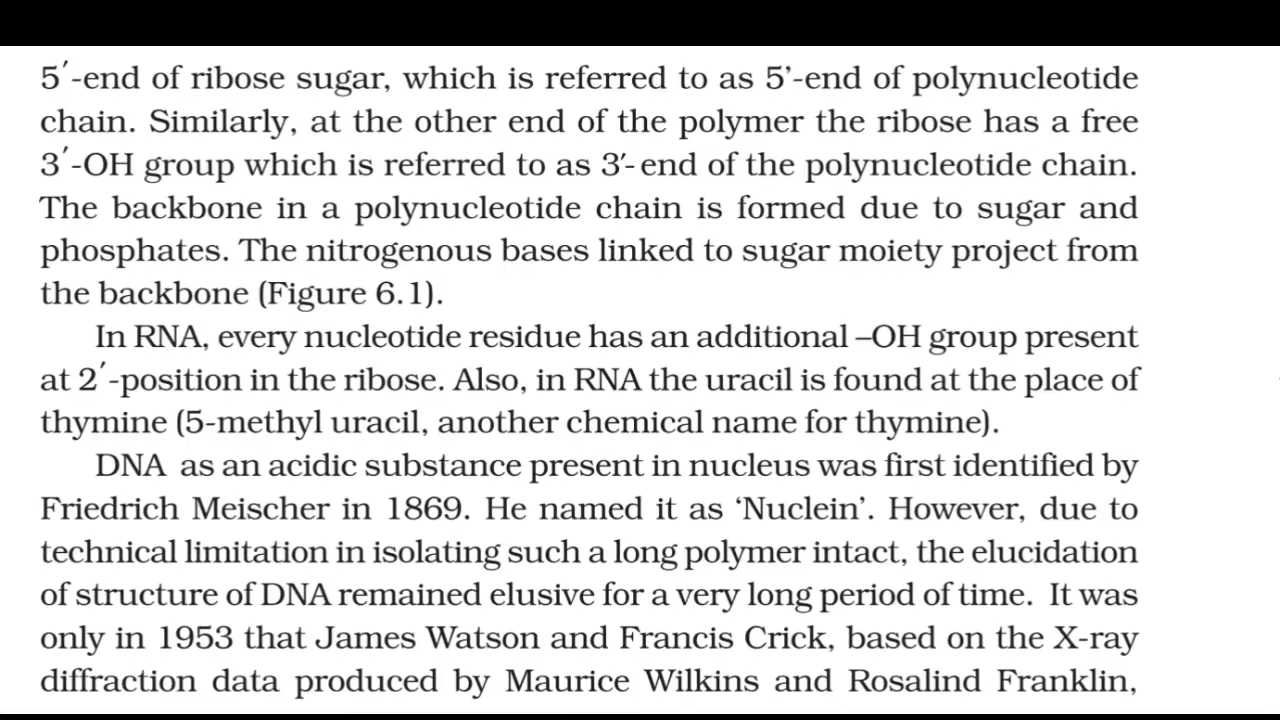 5′-end of ribose sugar, which is referred to as 5’-end of polynucleotide
chain. Similarly, at the other end of the polymer the ribose has a free
3′-OH group which is referred to as 3′-end of the polynucleotide chain.
The backbone in a polynucleotide chain is formed due to sugar and
phosphates. The nitrogenous bases linked to sugar moiety project from
the backbone (Figure 6.1).
In RNA, every nucleotide residue has an additional –OH group present
at 2′-position in the ribose. Also, in RNA the uracil is found at the place of
thymine (5-methyl uracil, another chemical name for thymine).
DNA as an acidic substance present in nucleus was first identified by
Friedrich Meischer in 1869. He named it as ‘Nuclein’. However, due to
technical limitation in isolating such a long polymer intact, the elucidation
of structure of DNA remained elusive for a very long period of time. It was
only in 1953 that James Watson and Francis Crick, based on the X-ray
diffraction data produced by Maurice Wilkins and Rosalind Franklin,